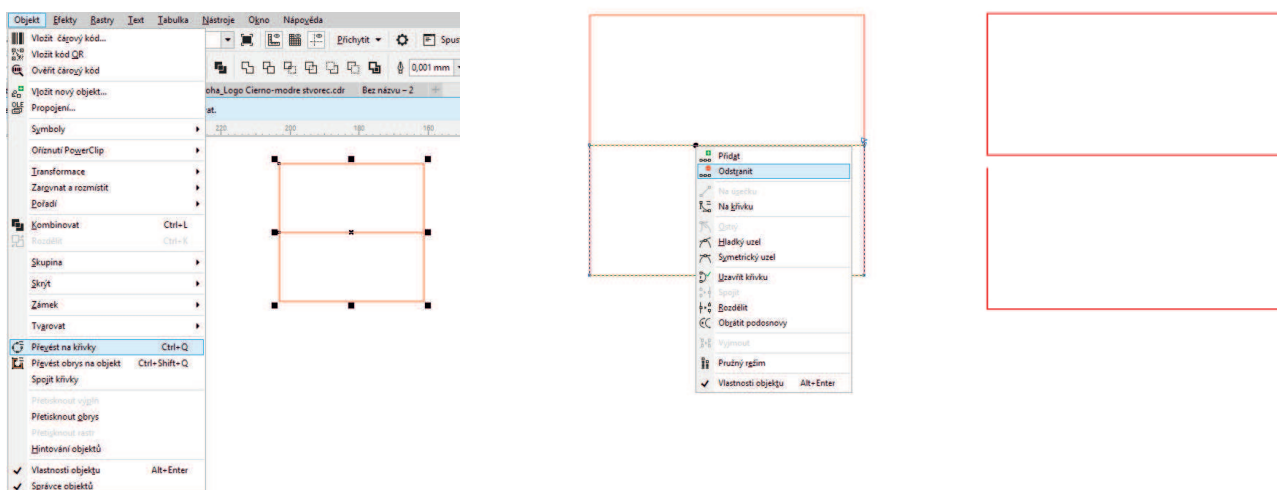 Objekt Efekty Rastry Text Tabulka Nástroje Okno Nápověda
Vložit čárový kód...
Vložit kód QR
Ověřit čárový kód
Vložit nový objekt...
Propojení...
Symboly
Oříznutí PowerClip
Transformace
Zarovnat a rozmístit
Pořadí
Kombinovat Ctrl+L
Rozdělit Ctrl+K
Skupina
Skrýt
Zámek
Tvarovat
Převést na křivky Ctrl+Q
Převést obrys na objekt Ctrl+Shift+Q
Spojit křivky
Přetisknout výplň
Přetisknout obrys
Přetisknout rastr
Hintování objektů
Vlastnosti objektu Alt+Enter
Správce objektů
Přichytit Spus
0,001 mm
oha_Logo Cierno-modre stvorec.cdr Bez názvu – 2
at.
220 200 180 160
Přidat
Odstranit
Na úsečku
Na křivku
Ostrý
Hladký uzel
Symetrický uzel
Uzavřít křivku
Spojit
Rozdělit
Obrátit podosnovy
Vyjmout
Pružný režim
Vlastnosti objektu Alt+Enter